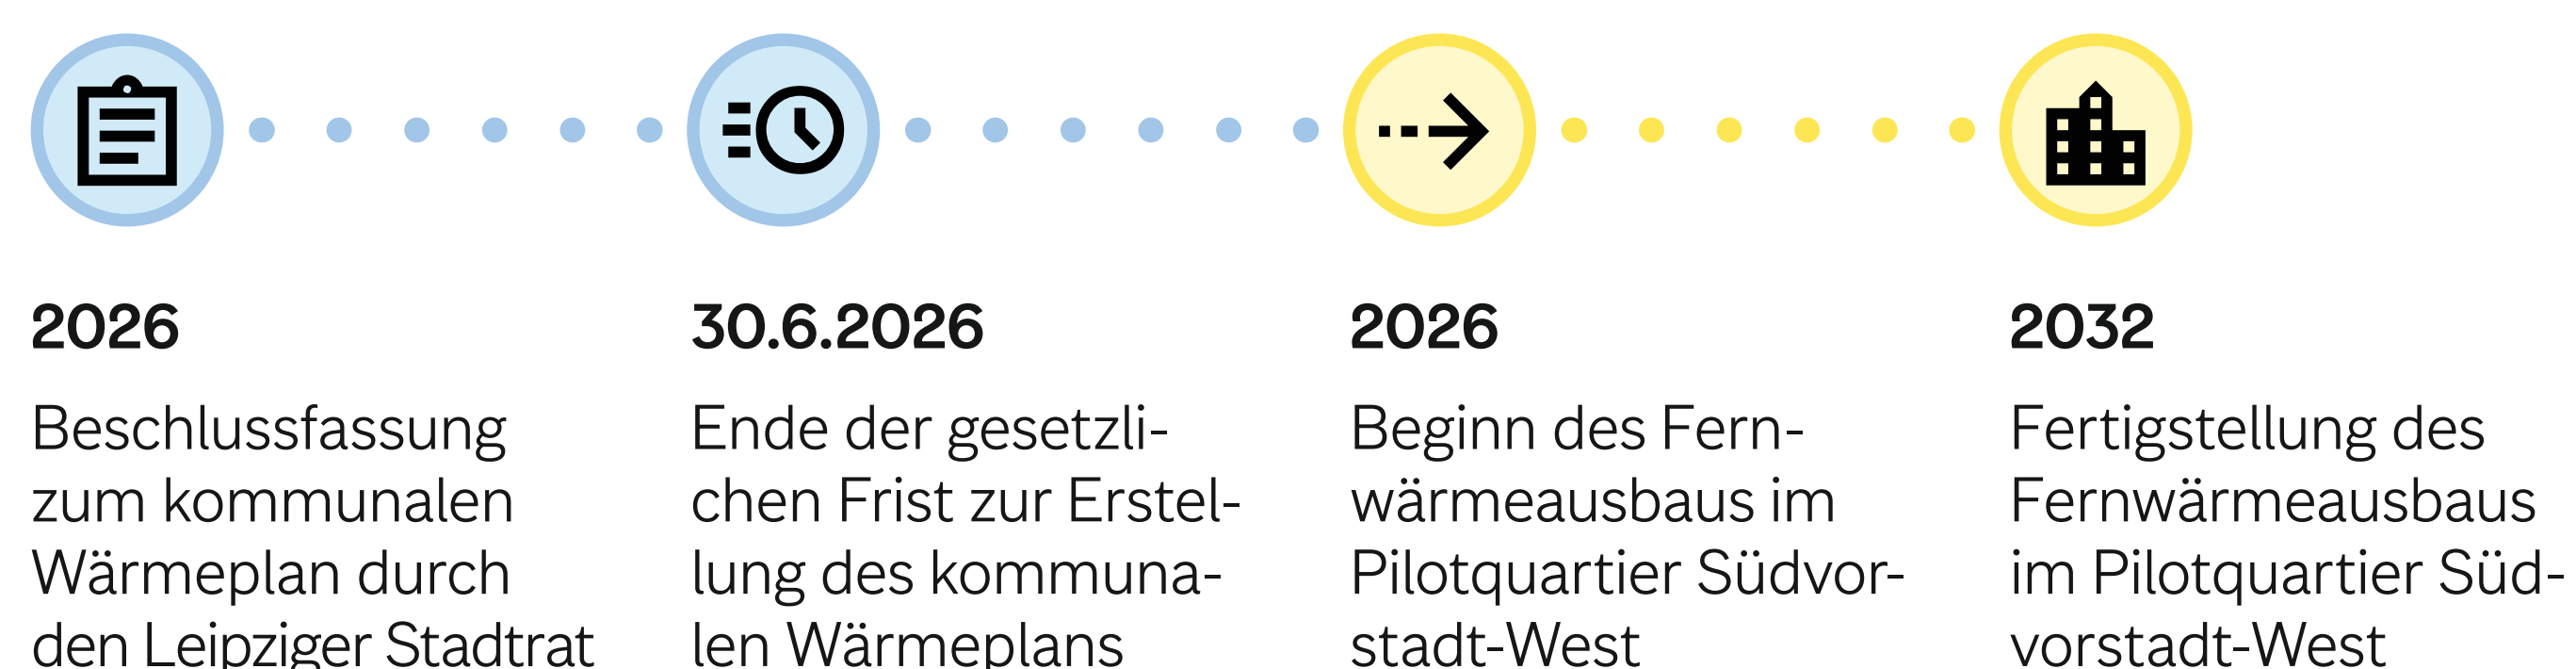 2026
Beschlussfassung
zum kommunalen
Wärmeplan durch
den Leipziger Stadtrat
30.6.2026
Ende der gesetzli-
chen Frist zur Erstel-
lung des kommuna-
len Wärmeplans
2026
Beginn des Fern-
wärmeausbaus im
Pilotquartier Südvor-
stadt-West
2032
Fertigstellung des
Fernwärmeausbaus
im Pilotquartier Süd-
vorstadt-West